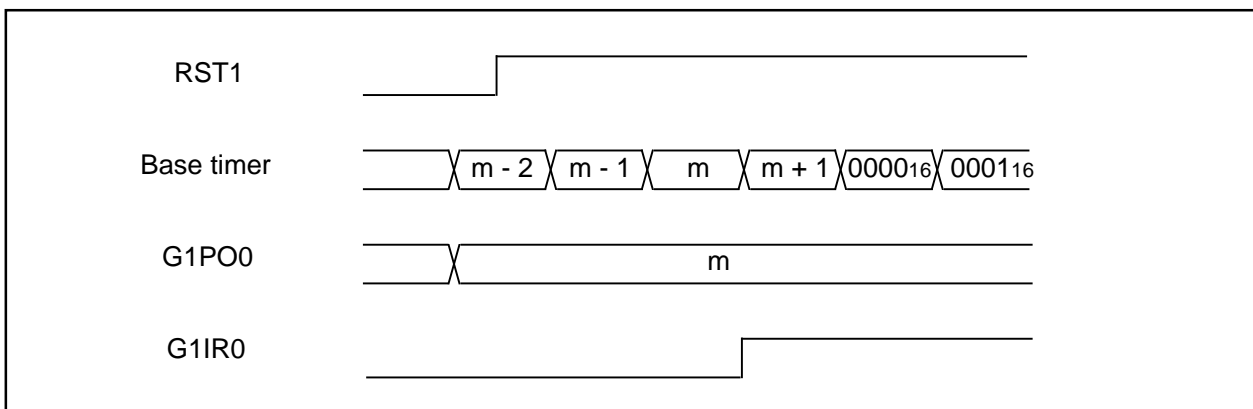 RST1
Base timer m - 2 m - 1 m m + 1 0000₁₆ 0001₁₆
G1PO0 m
G1IR0